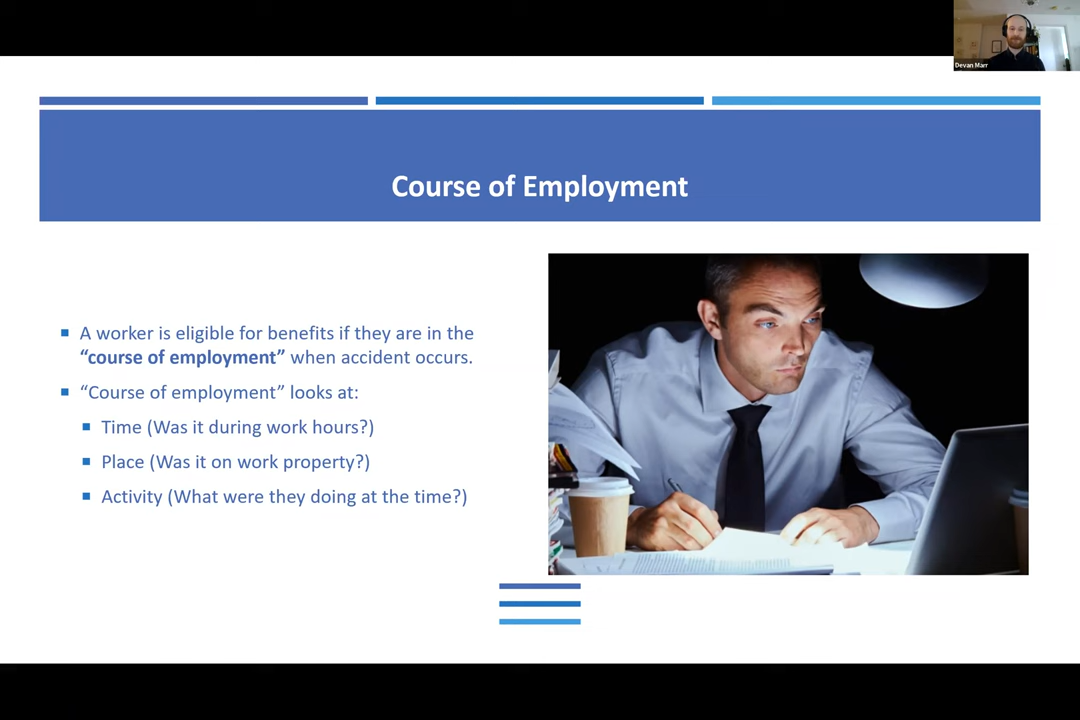 Devan Marr
Course of Employment
A worker is eligible for benefits if they are in the
“course of employment” when accident occurs.
“Course of employment” looks at:
Time (Was it during work hours?)
Place (Was it on work property?)
Activity (What were they doing at the time?)